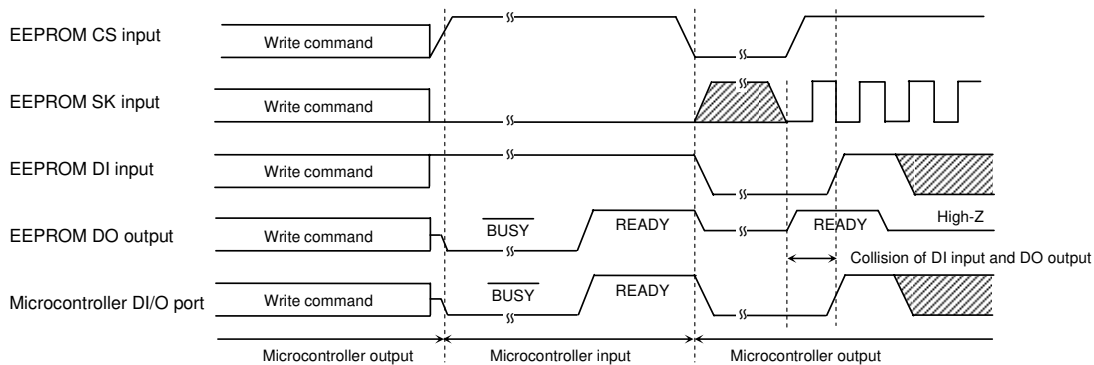 EEPROM CS input
Write command
EEPROM SK input
Write command
EEPROM DI input
Write command
EEPROM DO output
Write command
BUSY
READY
READY
High-Z
Collision of DI input and DO output
Microcontroller DI/O port
Write command
BUSY
READY
Microcontroller output
Microcontroller input
Microcontroller output